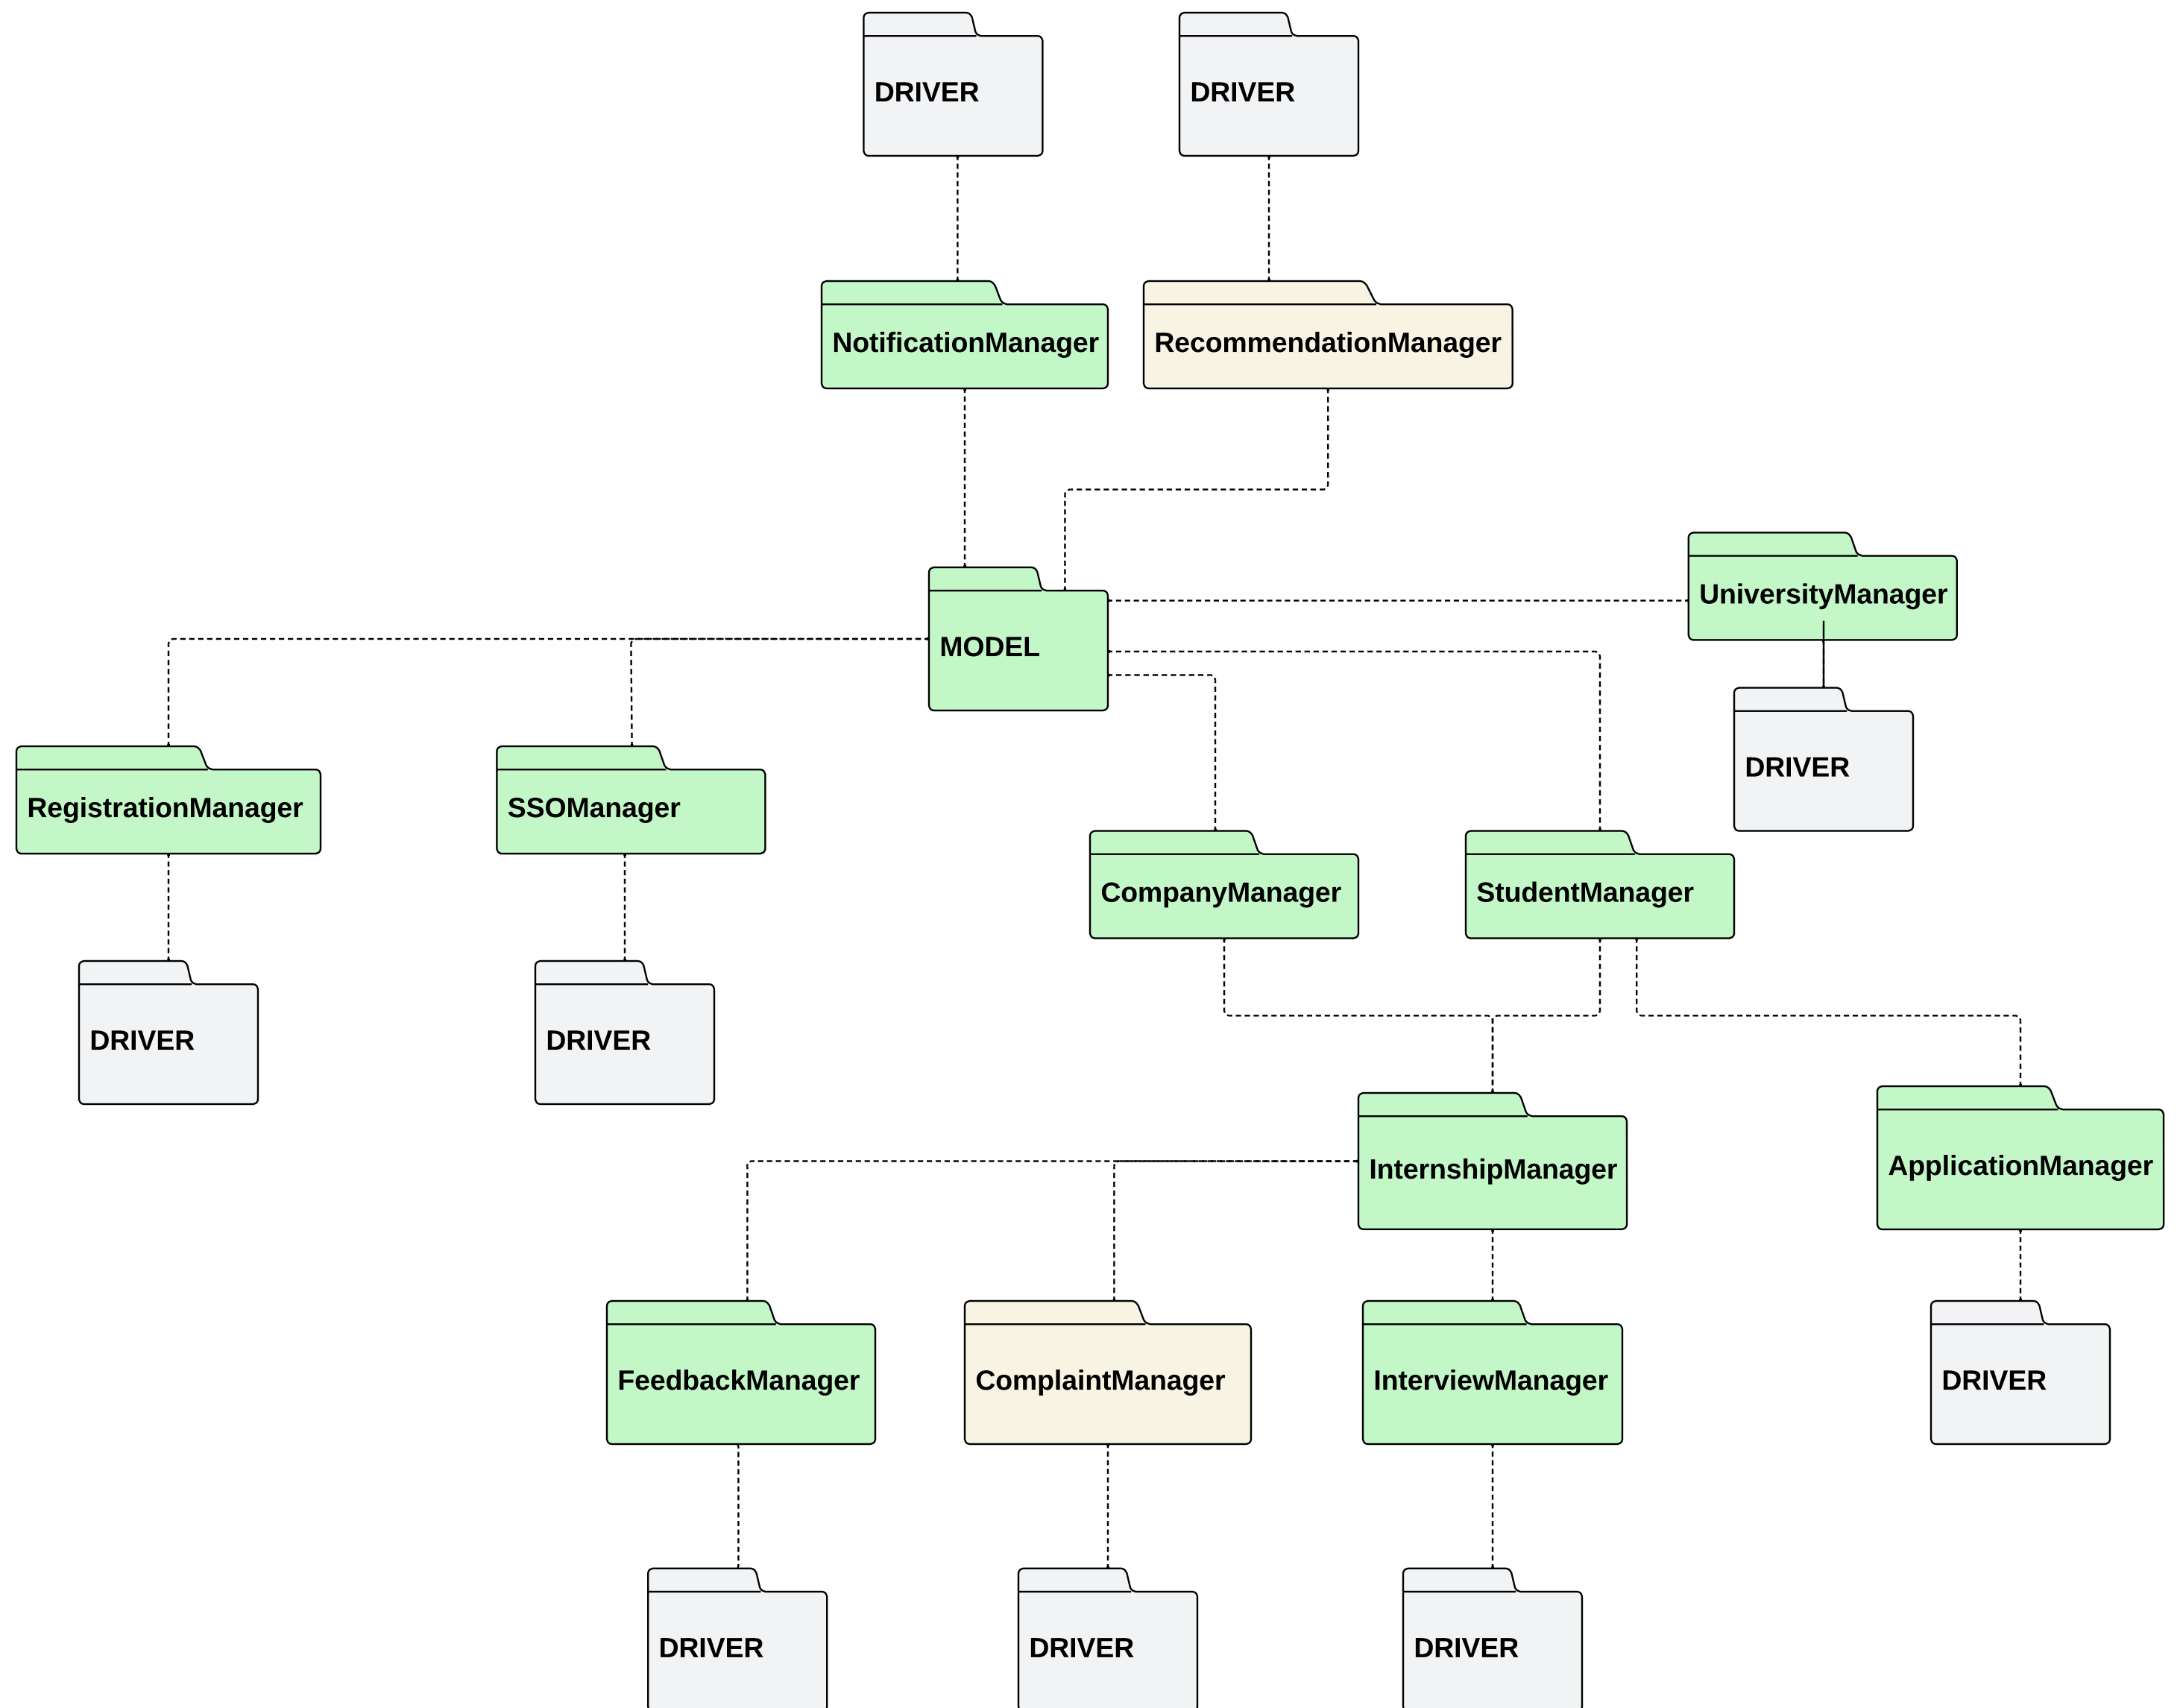 DRIVER
DRIVER
NotificationManager
RecommendationManager
UniversityManager
MODEL
DRIVER
RegistrationManager
SSOManager
CompanyManager
StudentManager
DRIVER
DRIVER
InternshipManager
ApplicationManager
FeedbackManager
ComplaintManager
InterviewManager
DRIVER
DRIVER
DRIVER
DRIVER